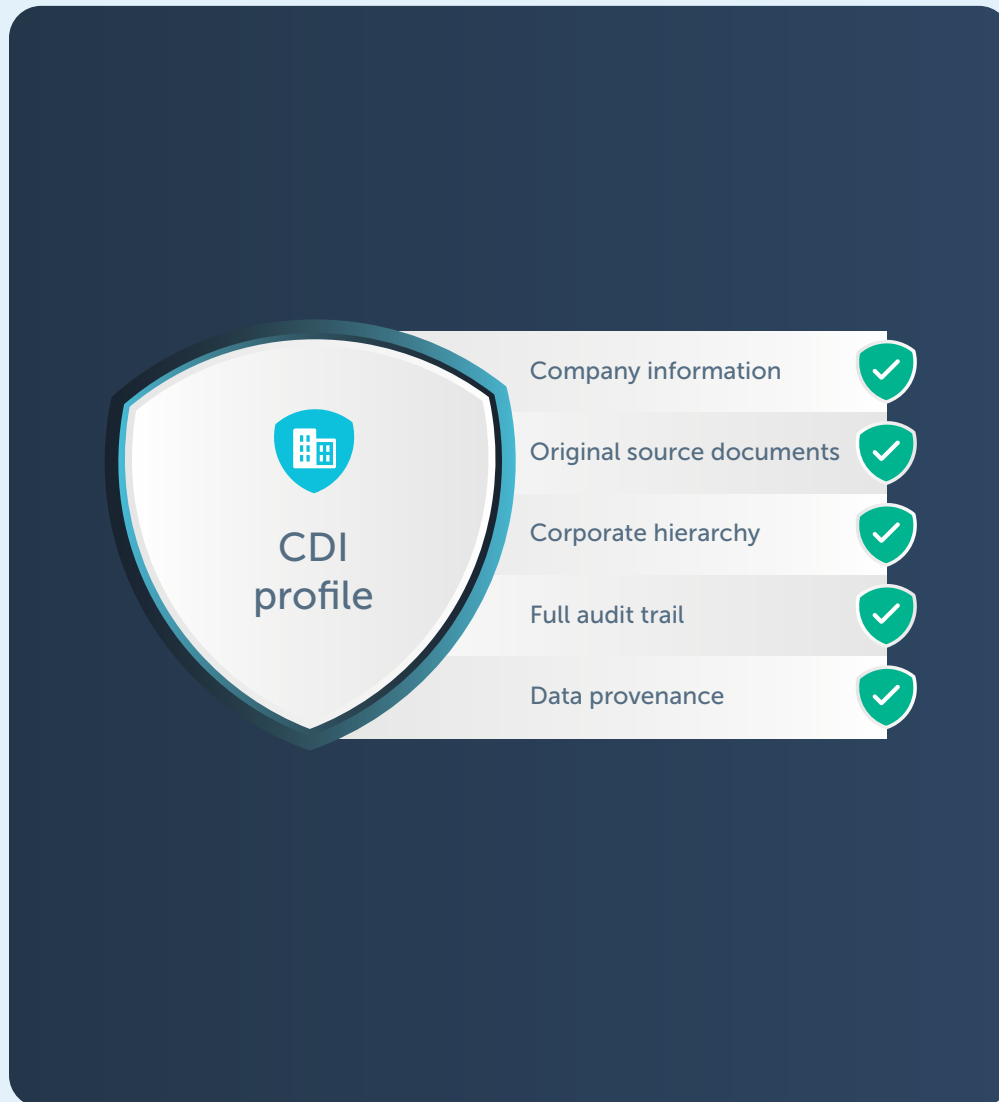 CDI
profile
Company information
Original source documents
Corporate hierarchy
Full audit trail
Data provenance